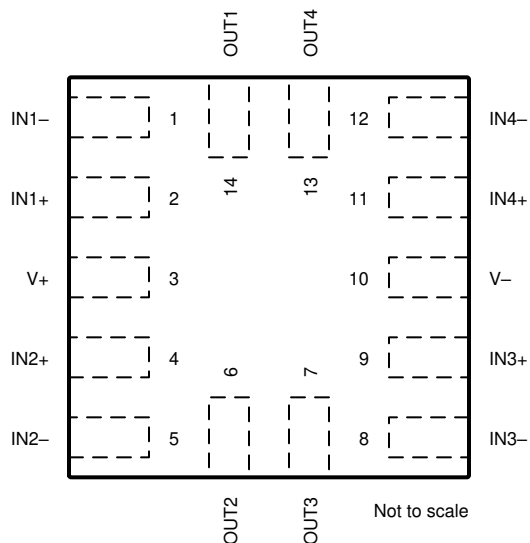 OUT1
OUT4
IN1–
1
12
IN4–
14
13
IN1+
2
11
IN4+
V+
3
10
V–
IN2+
4
6
7
9
IN3+
IN2–
5
8
IN3–
OUT2
OUT3
Not to scale